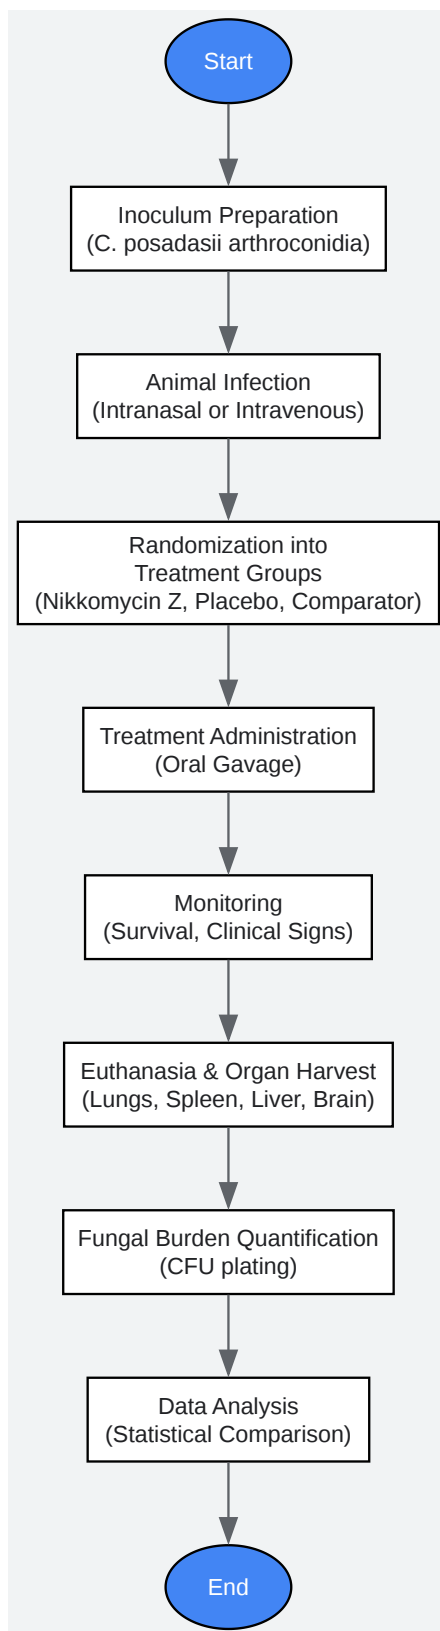 Start
Inoculum Preparation
(C. posadasii arthroconidia)
Animal Infection
(Intranasal or Intravenous)
Randomization into
Treatment Groups
(Nikkomycin Z, Placebo, Comparator)
Treatment Administration
(Oral Gavage)
Monitoring
(Survival, Clinical Signs)
Euthanasia & Organ Harvest
(Lungs, Spleen, Liver, Brain)
Fungal Burden Quantification
(CFU plating)
Data Analysis
(Statistical Comparison)
End